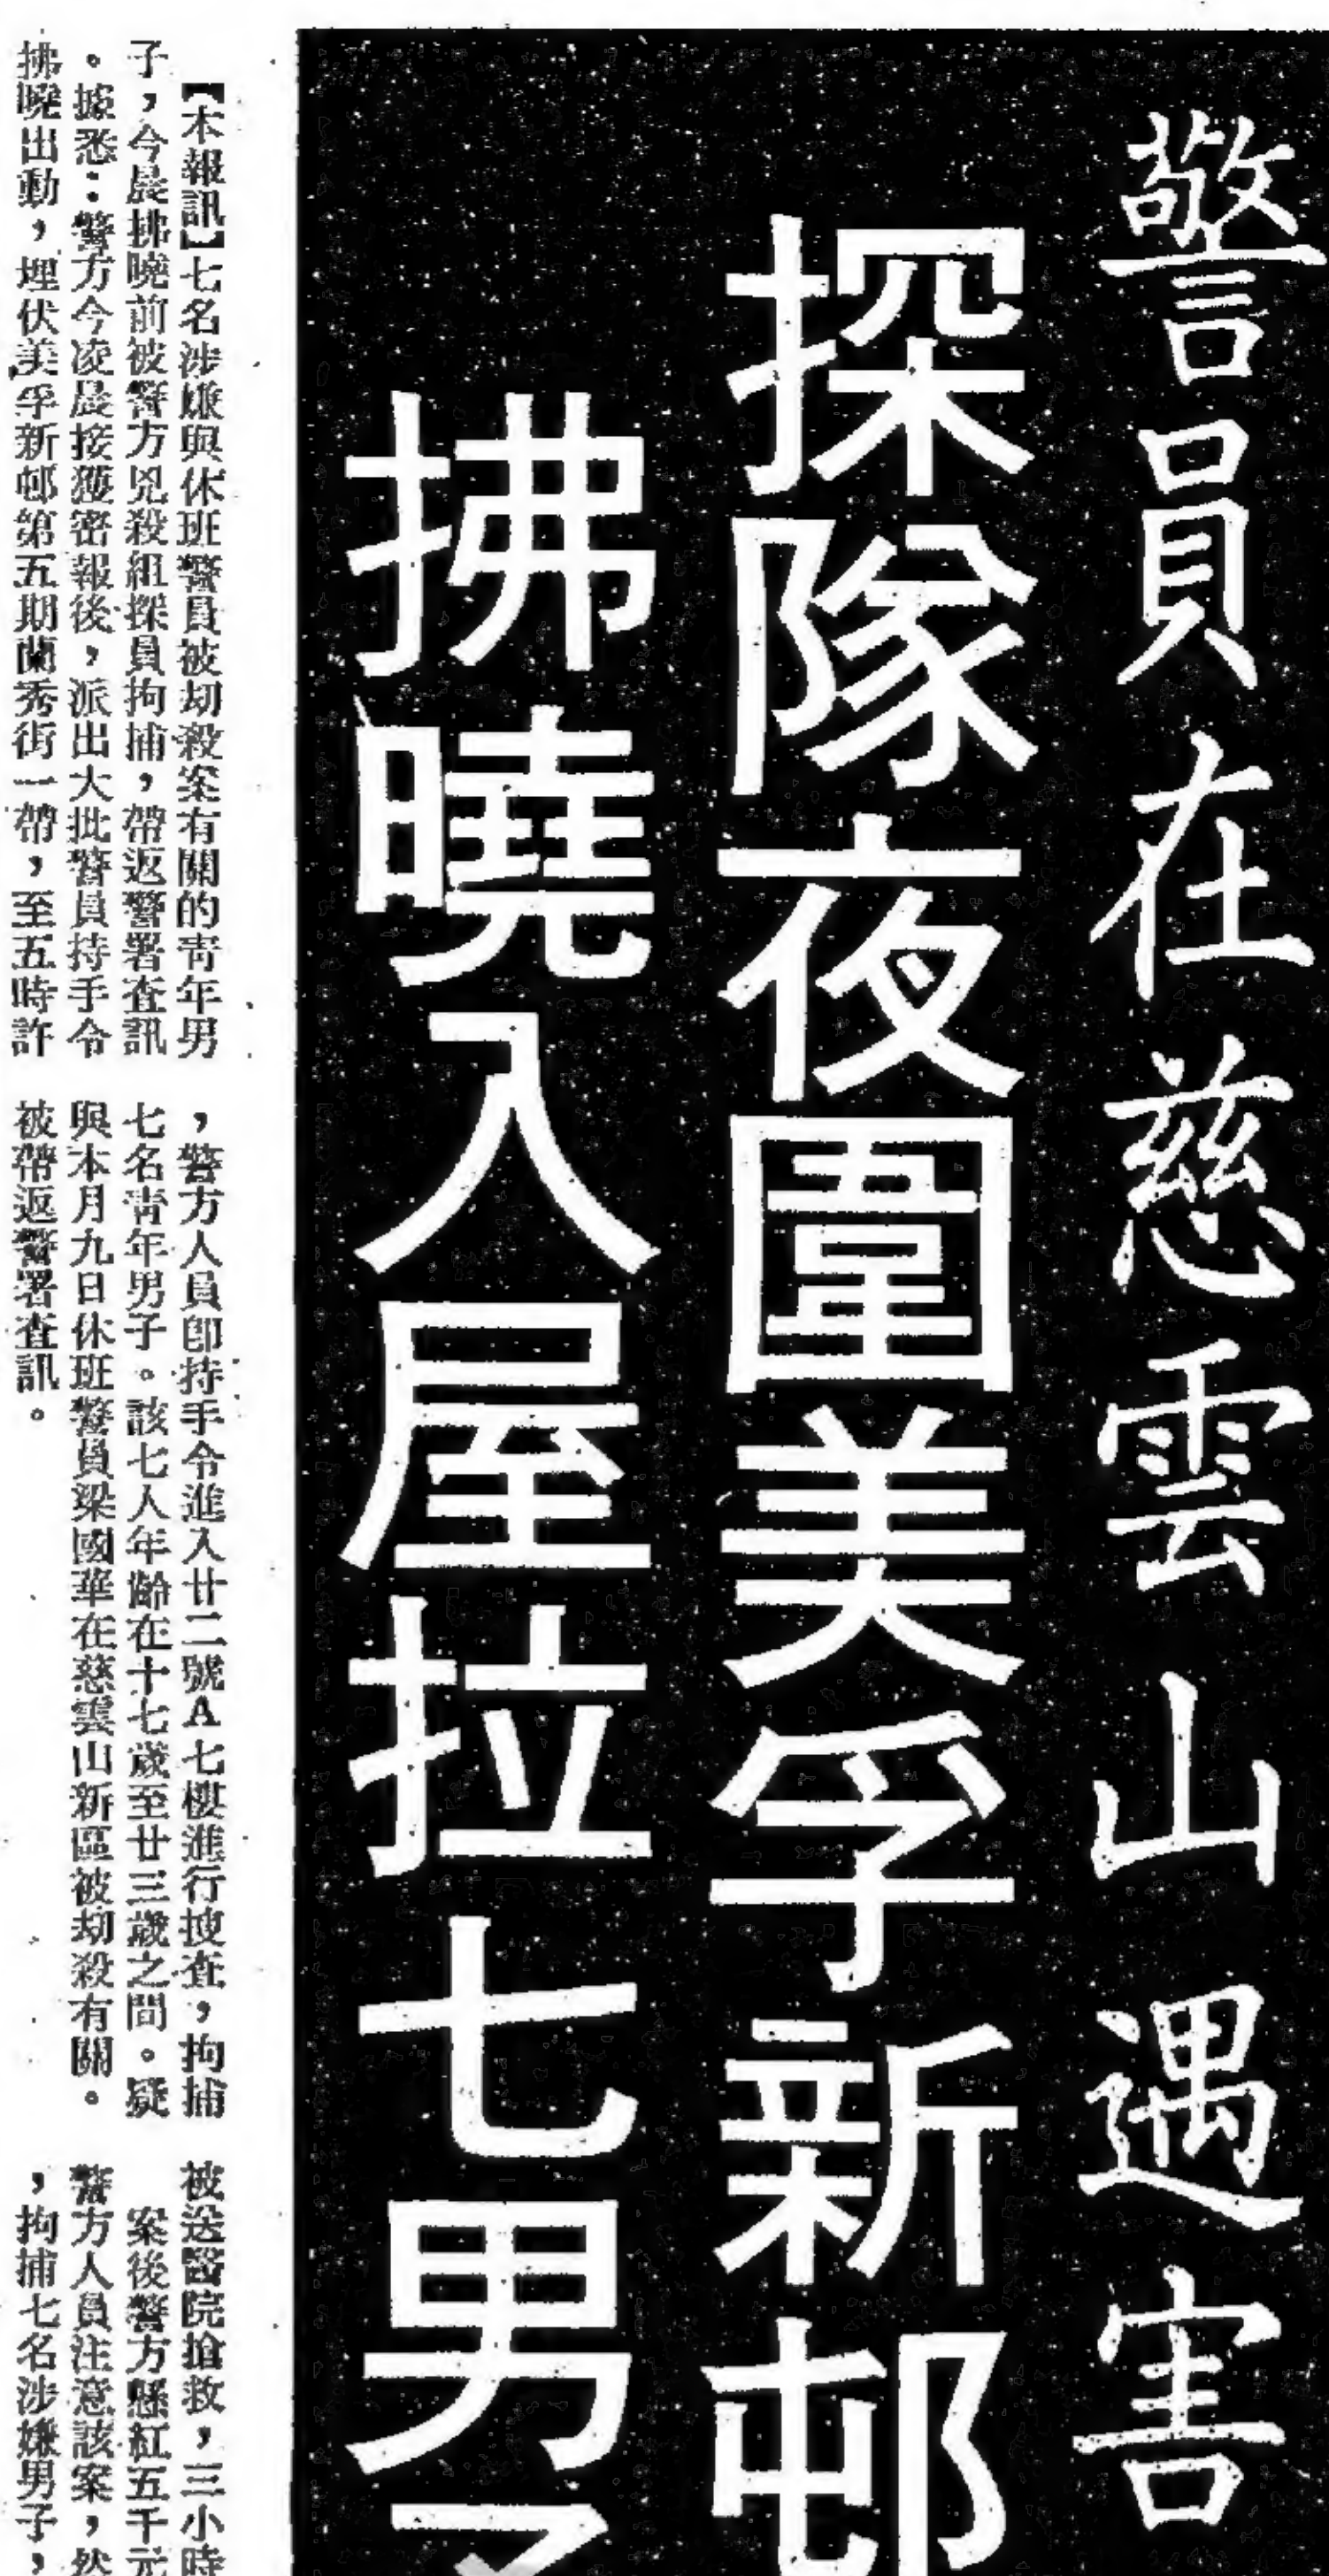 警員在慈雲山遇害
探隊夜圍美孚新邨
拂曉入屋拉七男子
【本報訊】七名涉嫌與休班警員被刧殺案有關的青年男
子,今晨拂曉前被警方兇殺組探員拘捕,帶返警署查訊
。據悉:警方今凌晨接獲密報後,派出大批警員持手令
拂曉出動,埋伏美孚新邨第五期蘭秀街一帶,至五時許
,警方人員卽持手令進入廿二號A七樓進行搜查,拘捕
七名青年男子。該七人年齡在十七歲至廿三歲之間。疑
與本月九日休班警員梁國華在慈雲山新區被刧殺有關。
被帶返警署查訊。
被送醫院搶救,三小時
案後警方懸紅五千元
警方人員注意該案,然
,拘捕七名涉嫌男子,